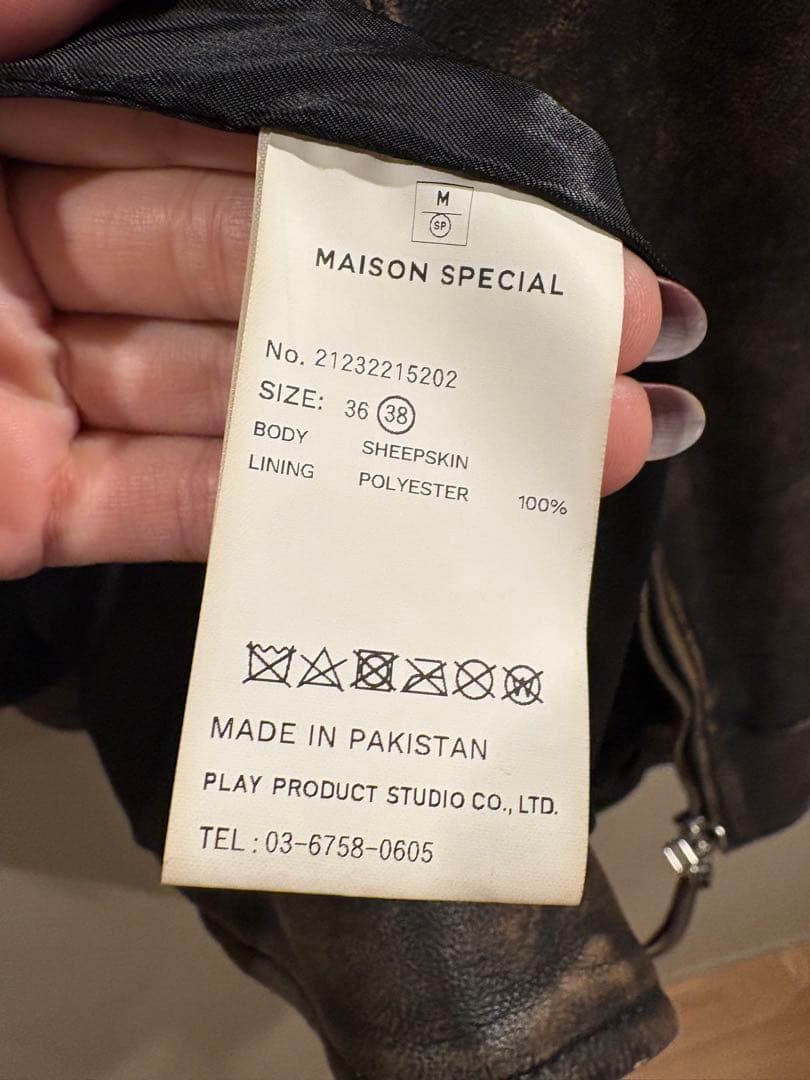 M
SP
MAISON SPECIAL
No. 21232215202
SIZE: 36 38
BODY SHEEPSKIN
LINING POLYESTER 100%
W
MADE IN PAKISTAN
PLAY PRODUCT STUDIO CO., LTD.
TEL : 03-6758-0605